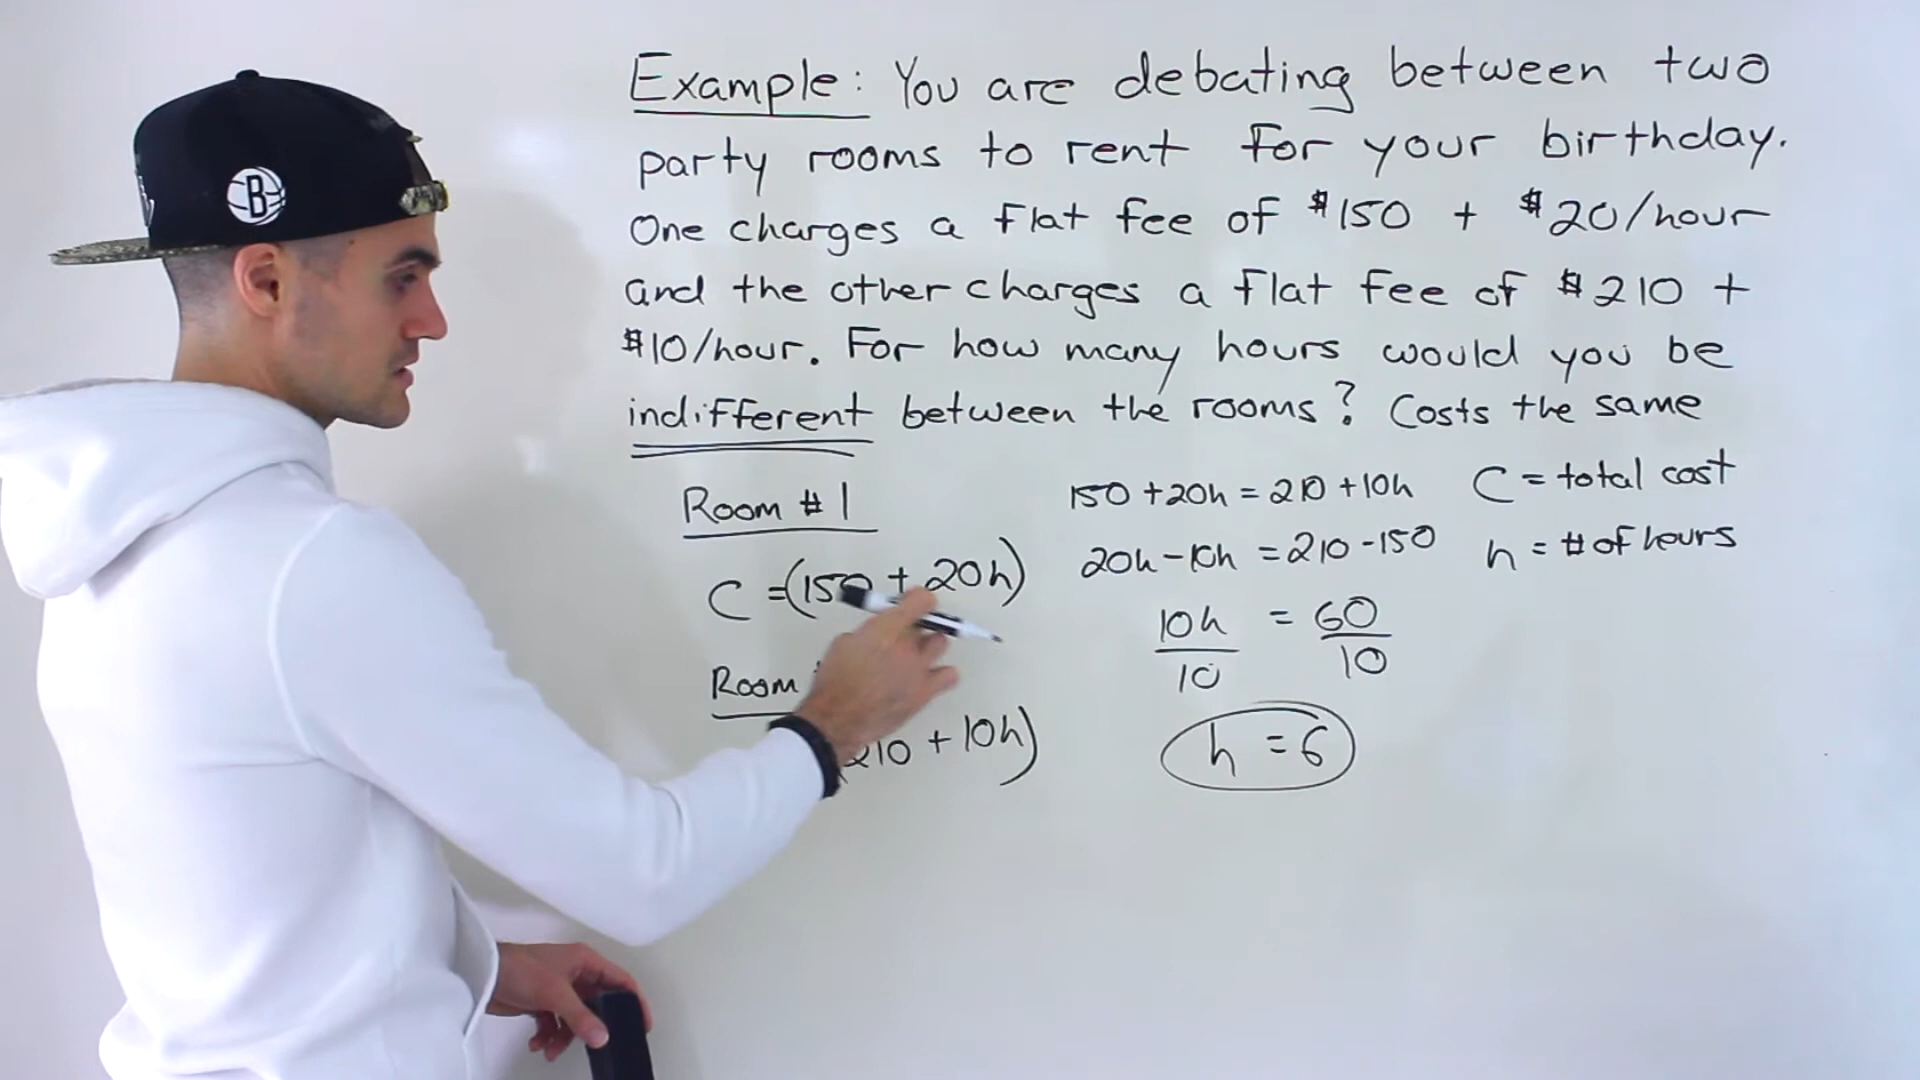 Example: You are debating between two
party rooms to rent for your birthday.
One charges a flat fee of $150 + $20/hour
and the other charges a flat fee of $210 +
$10/hour. For how many hours would you be
indifferent between the rooms? Costs the same
Room #1
C = (150 + 20h)
Room
210 + 10h)
150 + 20h = 210 + 10h
20h - 10h = 210 - 150
10h = 60
10 10
h = 6
C = total cost
h = # of hours
B